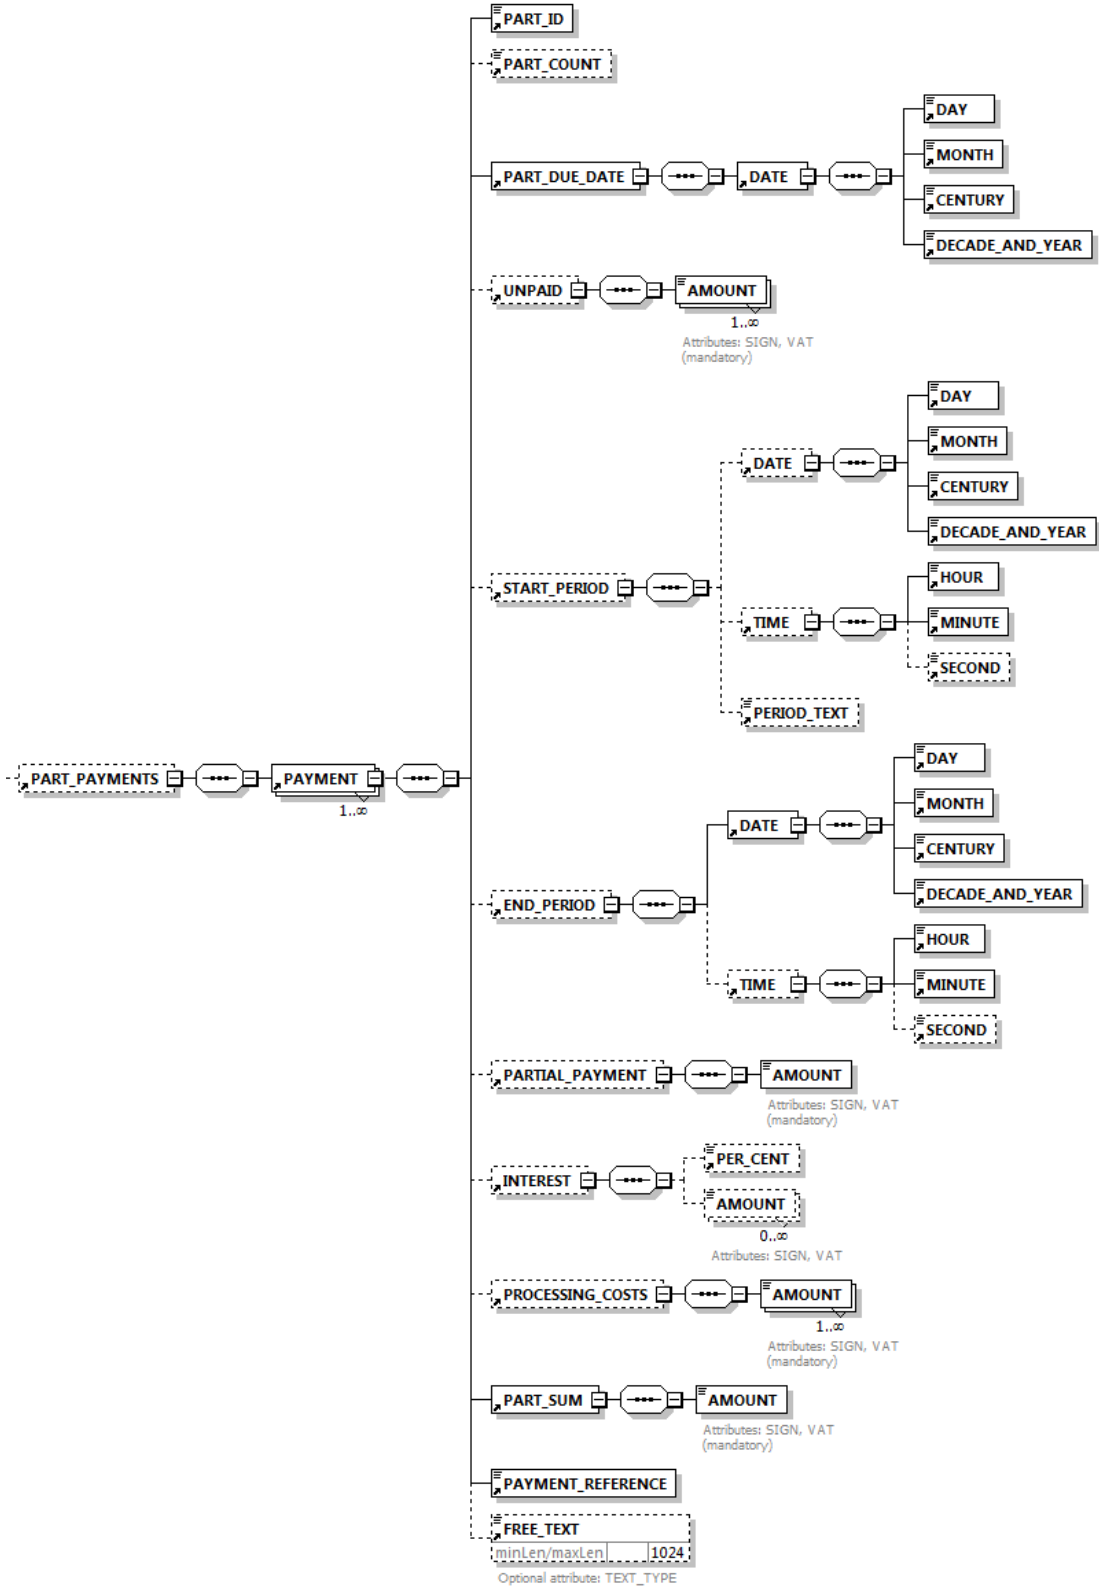 PART_ID
PART_COUNT
DAY
MONTH
PART_DUE_DATE
DATE
CENTURY
DECADE_AND_YEAR
UNPAID
AMOUNT
1..∞
Attributes: SIGN, VAT
(mandatory)
DAY
MONTH
DATE
CENTURY
DECADE_AND_YEAR
HOUR
START_PERIOD
TIME
MINUTE
SECOND
PERIOD_TEXT
DAY
PART_PAYMENTS
PAYMENT
1..∞
MONTH
DATE
CENTURY
DECADE_AND_YEAR
END_PERIOD
HOUR
TIME
MINUTE
SECOND
PARTIAL_PAYMENT
AMOUNT
Attributes: SIGN, VAT
(mandatory)
PER_CENT
INTEREST
AMOUNT
0..∞
Attributes: SIGN, VAT
PROCESSING_COSTS
AMOUNT
1..∞
Attributes: SIGN, VAT
(mandatory)
PART_SUM
AMOUNT
Attributes: SIGN, VAT
(mandatory)
PAYMENT_REFERENCE
FREE_TEXT
minLen/maxLen 1024
Optional attribute: TEXT_TYPE